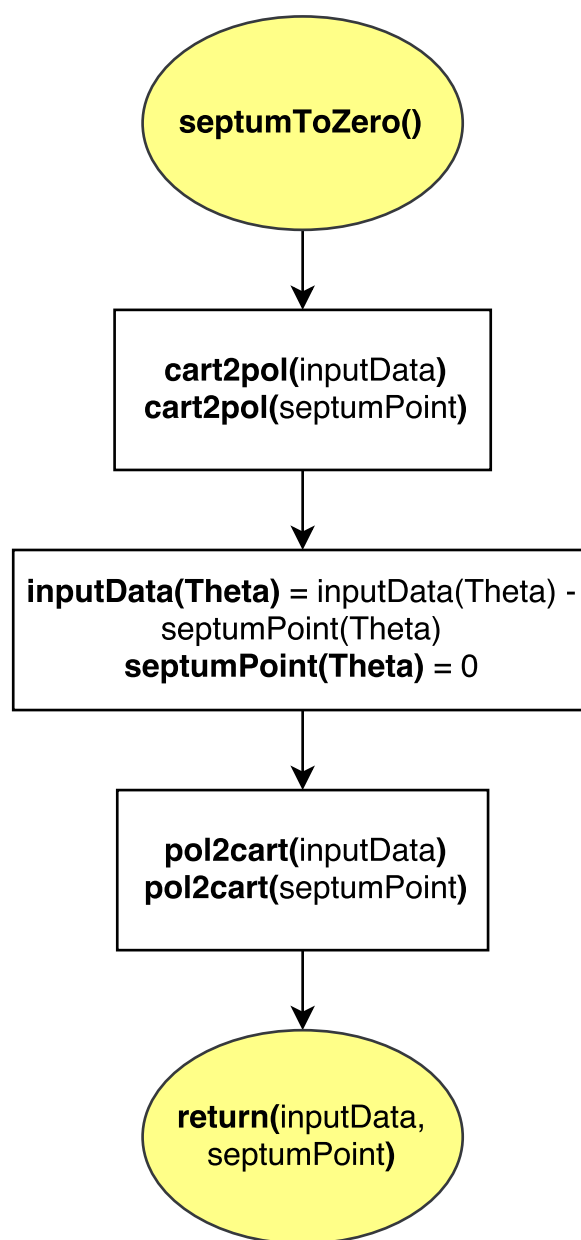 septumToZero()
cart2pol(inputData)
cart2pol(septumPoint)
inputData(Theta) = inputData(Theta) -
septumPoint(Theta)
septumPoint(Theta) = 0
pol2cart(inputData)
pol2cart(septumPoint)
return(inputData,
septumPoint)